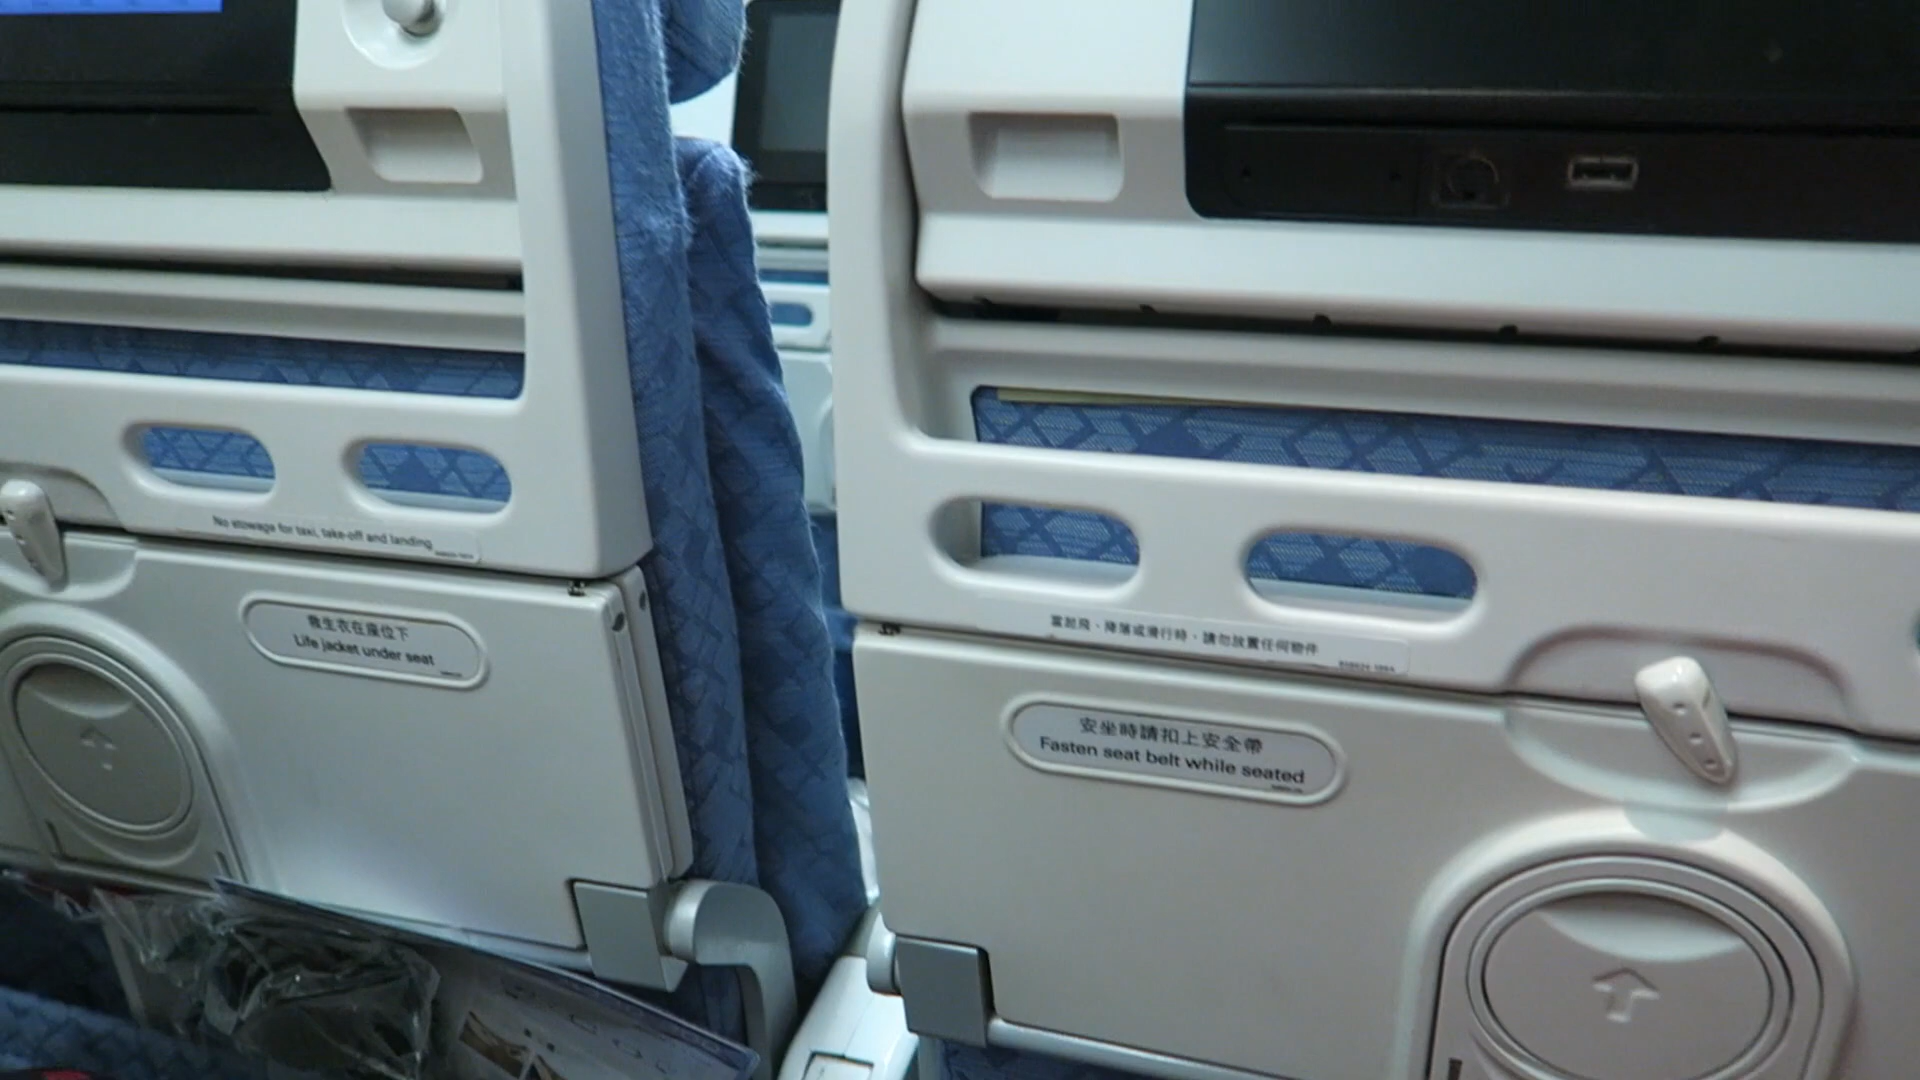 No stowage for taxi, take-off and landing
救生衣在座位下
Life jacket under seat
當起飛、降落或滑行時，請勿放置任何物件
安坐時請扣上安全帶
Fasten seat belt while seated